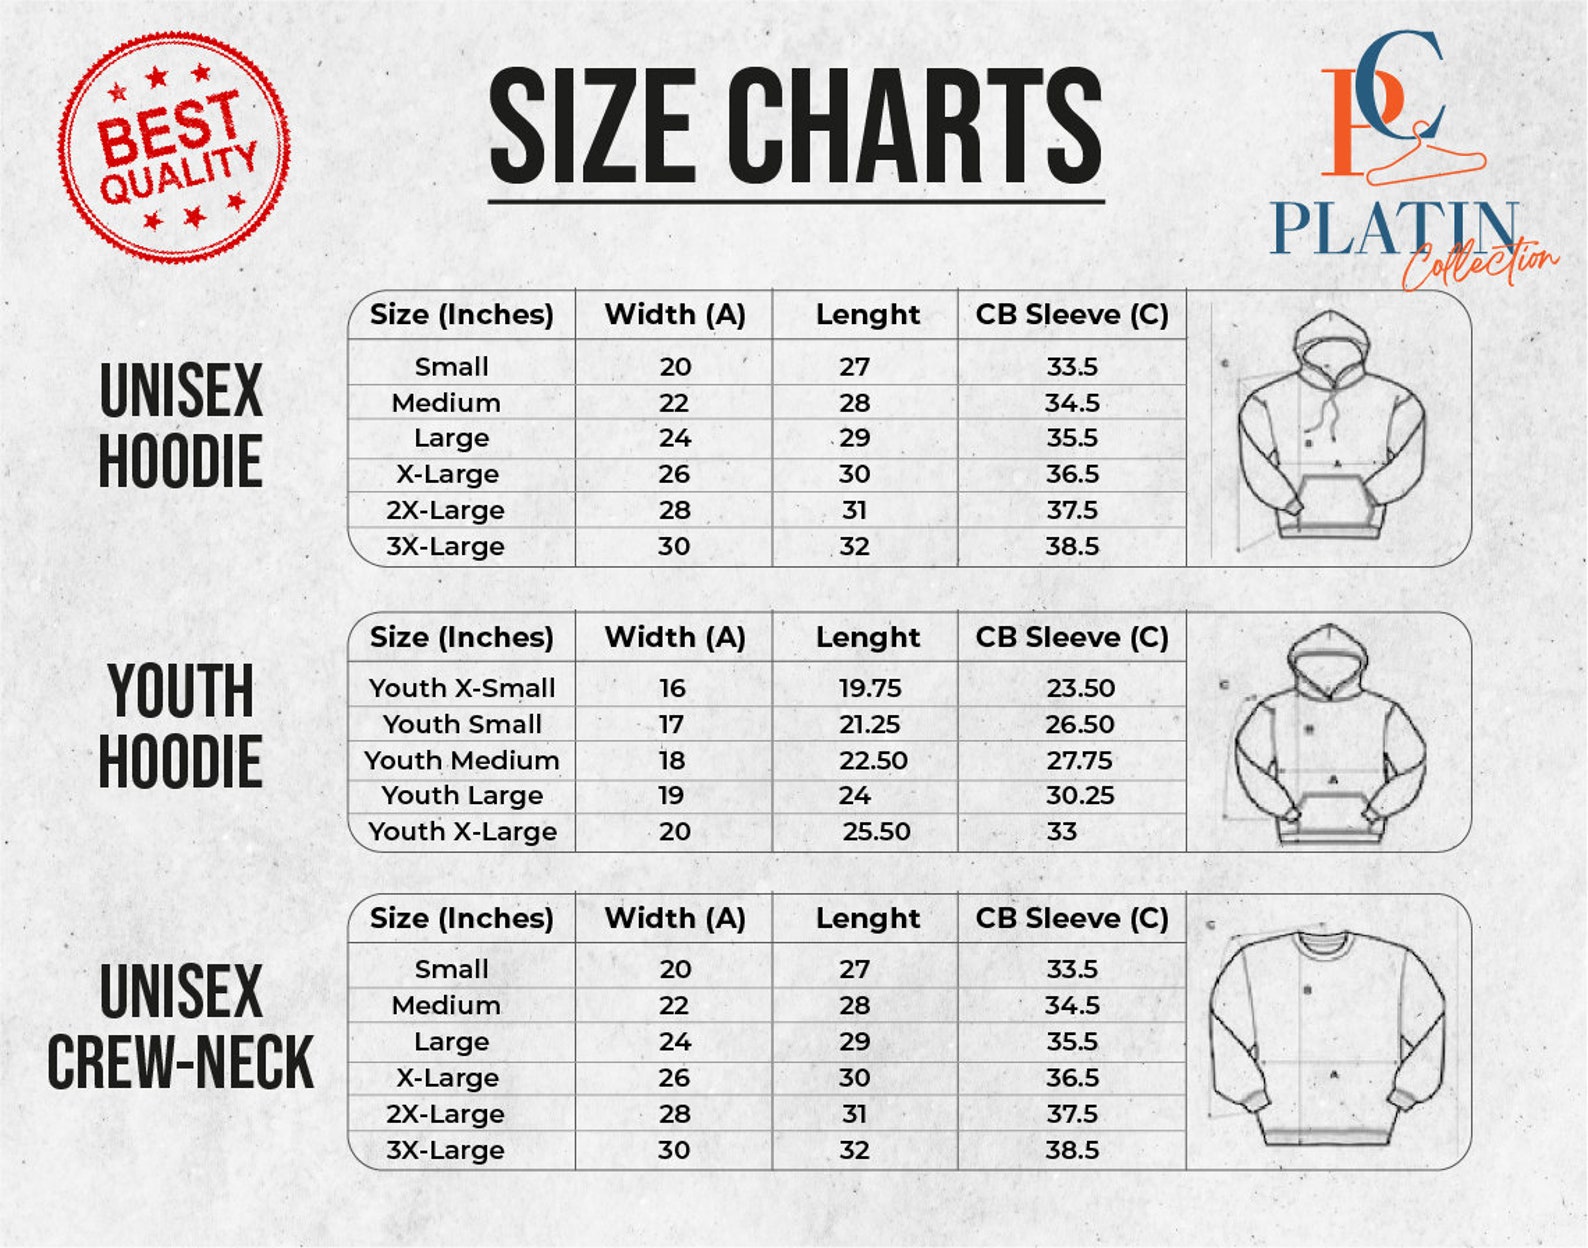 BEST
QUALITY
SIZE CHARTS
PC
PLATIN
Collection
UNISEX
HOODIE
Size (Inches) Width (A) Lenght CB Sleeve (C)
Small 20 27 33.5
Medium 22 28 34.5
Large 24 29 35.5
X-Large 26 30 36.5
2X-Large 28 31 37.5
3X-Large 30 32 38.5
C
B
A
YOUTH
HOODIE
Size (Inches) Width (A) Lenght CB Sleeve (C)
Youth X-Small 16 19.75 23.50
Youth Small 17 21.25 26.50
Youth Medium 18 22.50 27.75
Youth Large 19 24 30.25
Youth X-Large 20 25.50 33
C
A
UNISEX
CREW-NECK
Size (Inches) Width (A) Lenght CB Sleeve (C)
Small 20 27 33.5
Medium 22 28 34.5
Large 24 29 35.5
X-Large 26 30 36.5
2X-Large 28 31 37.5
3X-Large 30 32 38.5
C
B
A